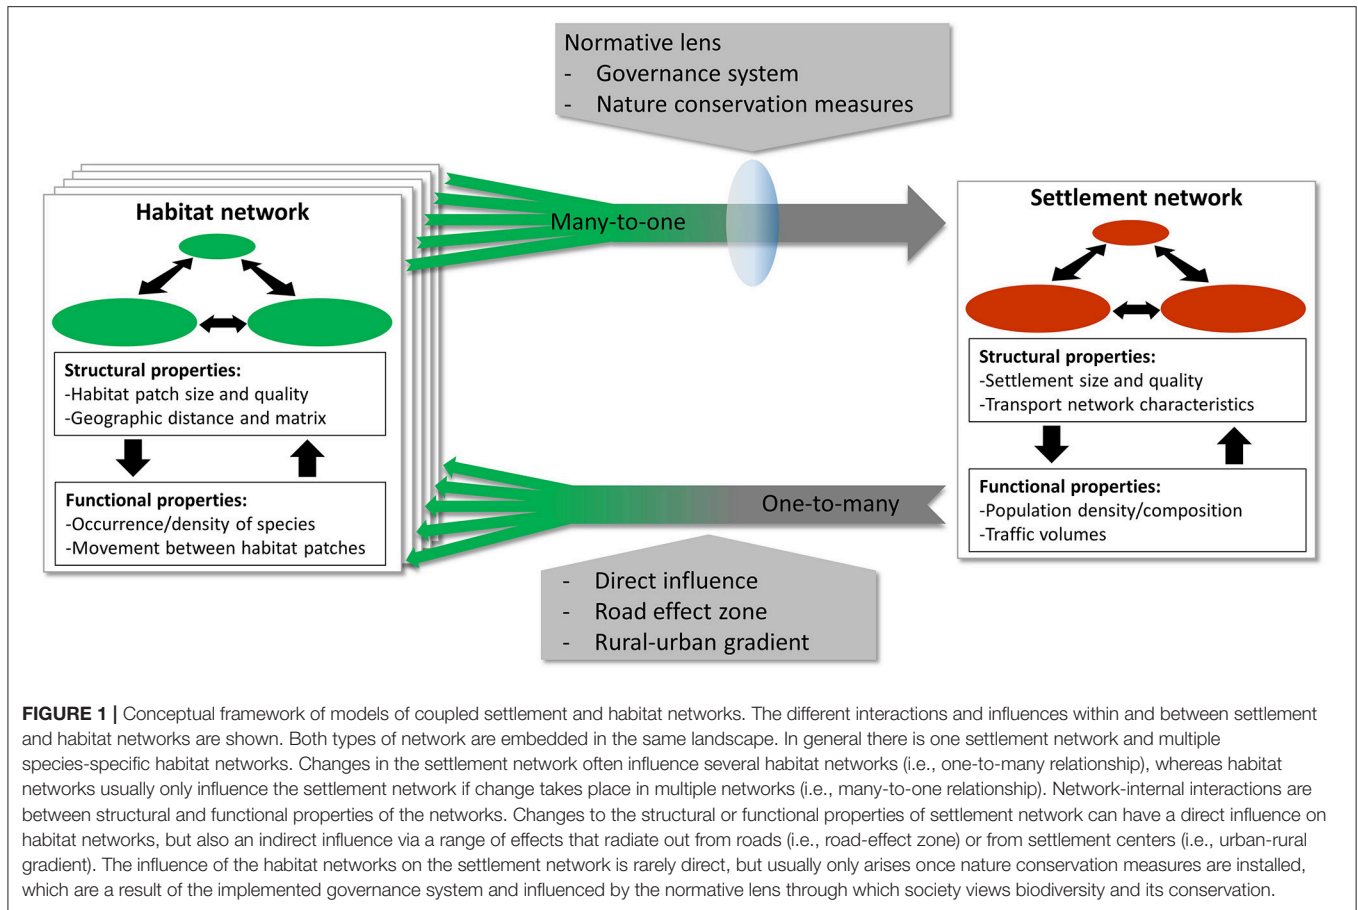 Normative lens
- Governance system
- Nature conservation measures
Habitat network
Many-to-one
Settlement network
Structural properties:
-Habitat patch size and quality
-Geographic distance and matrix
Structural properties:
-Settlement size and quality
-Transport network characteristics
Functional properties:
-Occurrence/density of species
-Movement between habitat patches
One-to-many
Functional properties:
-Population density/composition
-Traffic volumes
- Direct influence
- Road effect zone
- Rural-urban gradient
FIGURE 1 | Conceptual framework of models of coupled settlement and habitat networks. The different interactions and influences within and between settlement
and habitat networks are shown. Both types of network are embedded in the same landscape. In general there is one settlement network and multiple
species-specific habitat networks. Changes in the settlement network often influence several habitat networks (i.e., one-to-many relationship), whereas habitat
networks usually only influence the settlement network if change takes place in multiple networks (i.e., many-to-one relationship). Network-internal interactions are
between structural and functional properties of the networks. Changes to the structural or functional properties of settlement network can have a direct influence on
habitat networks, but also an indirect influence via a range of effects that radiate out from roads (i.e., road-effect zone) or from settlement centers (i.e., urban-rural
gradient). The influence of the habitat networks on the settlement network is rarely direct, but usually only arises once nature conservation measures are installed,
which are a result of the implemented governance system and influenced by the normative lens through which society views biodiversity and its conservation.